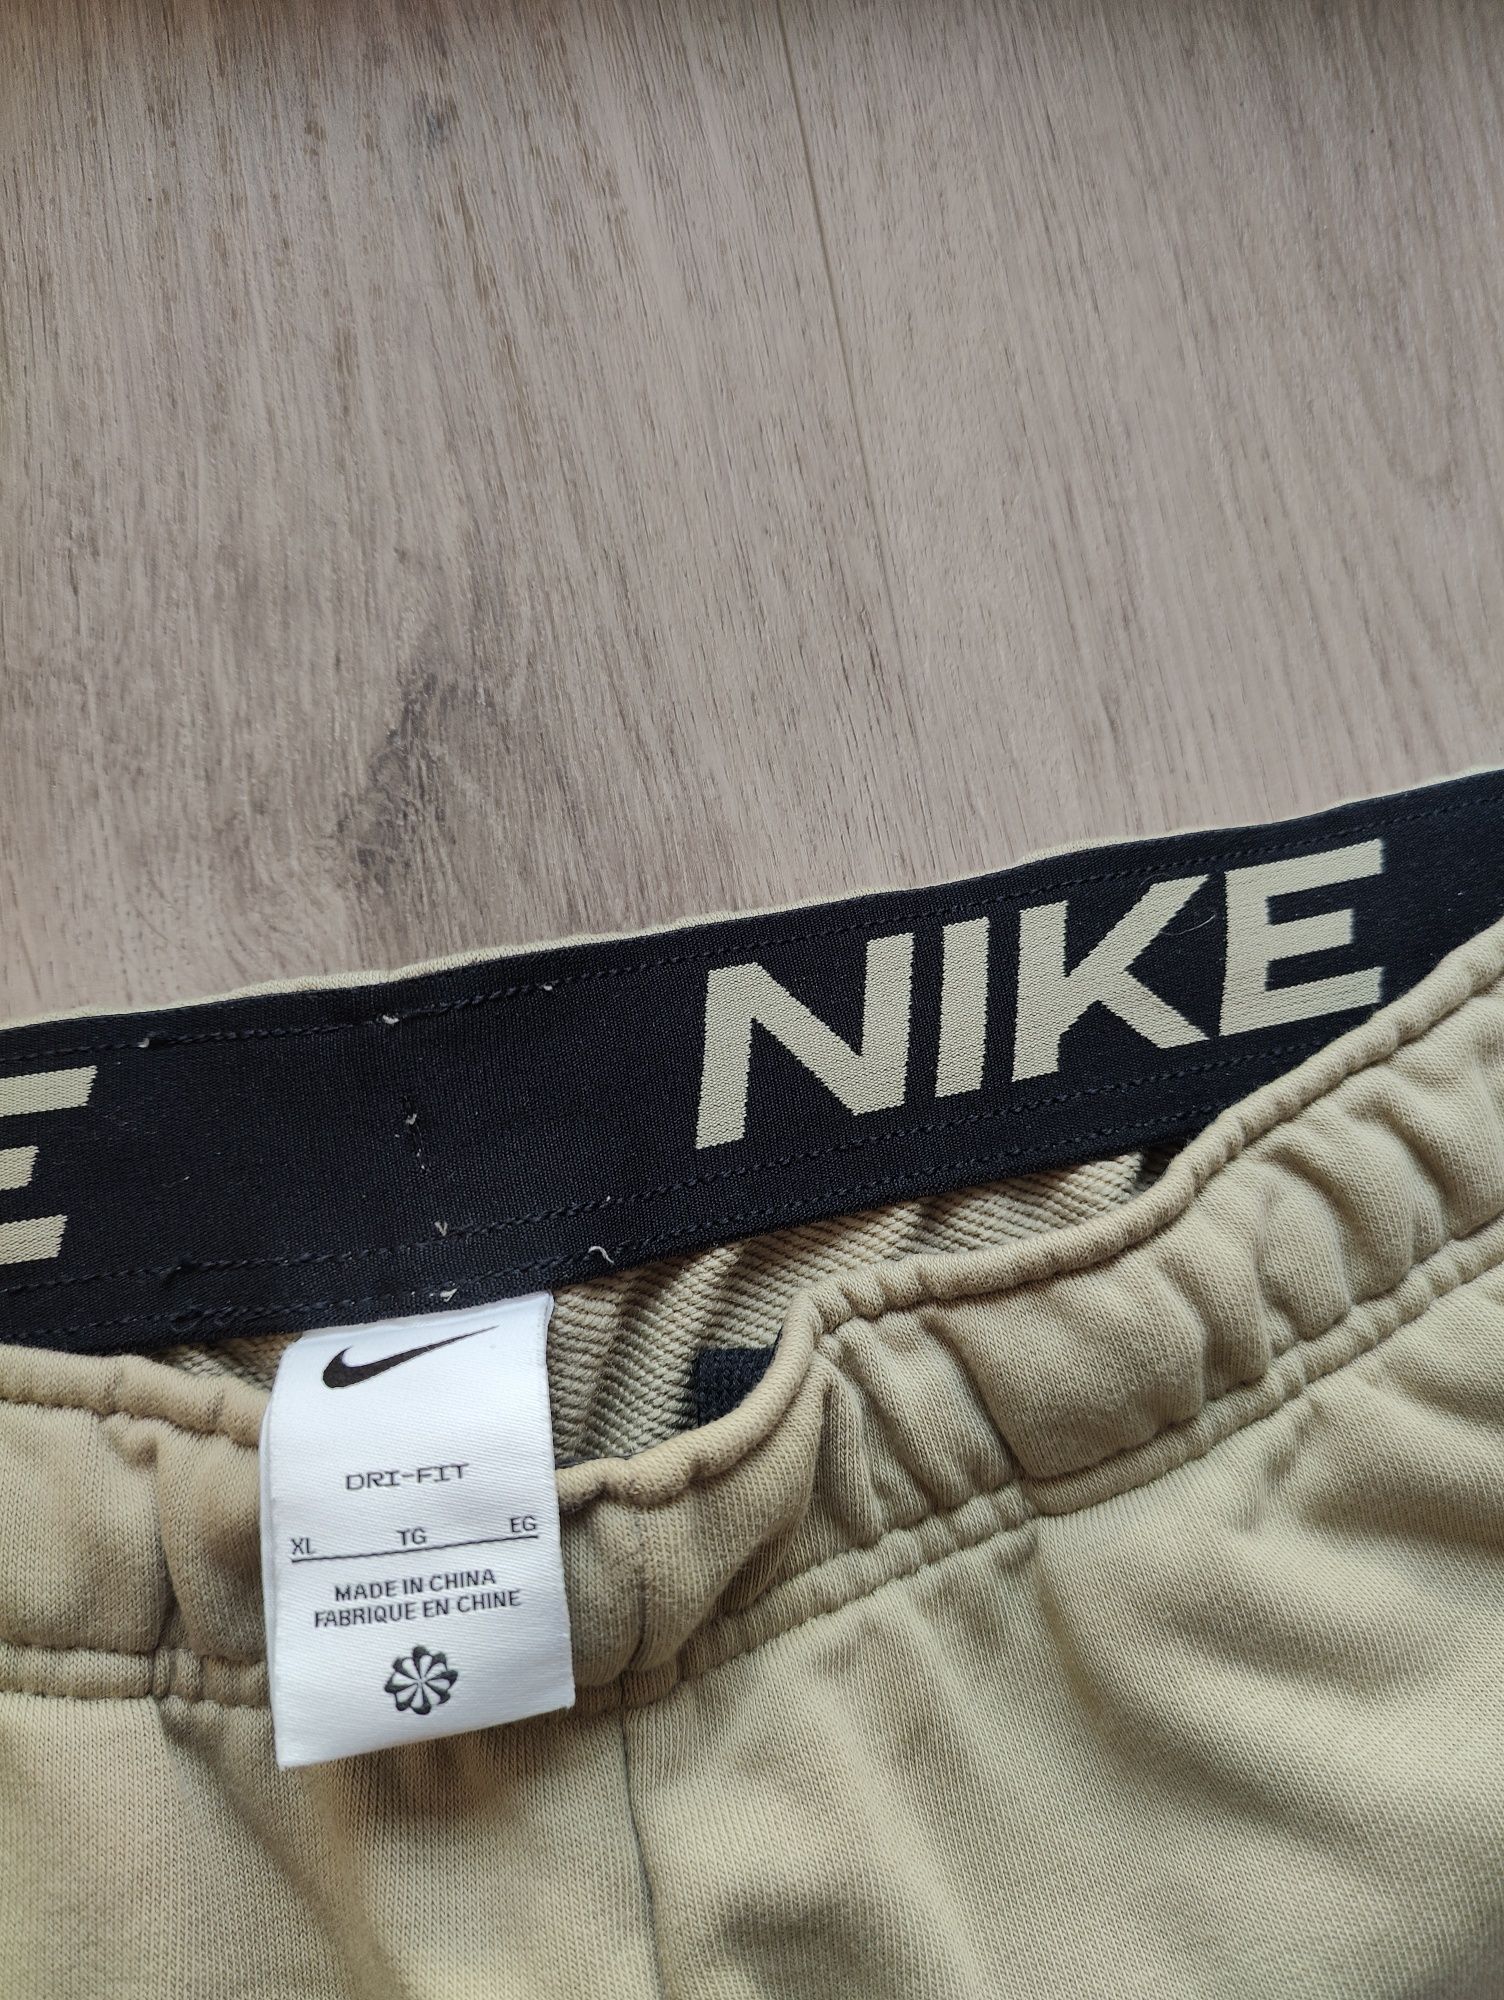 NIKE
E
DRI-FIT
XL TG EG
MADE IN CHINA
FABRIQUE EN CHINE